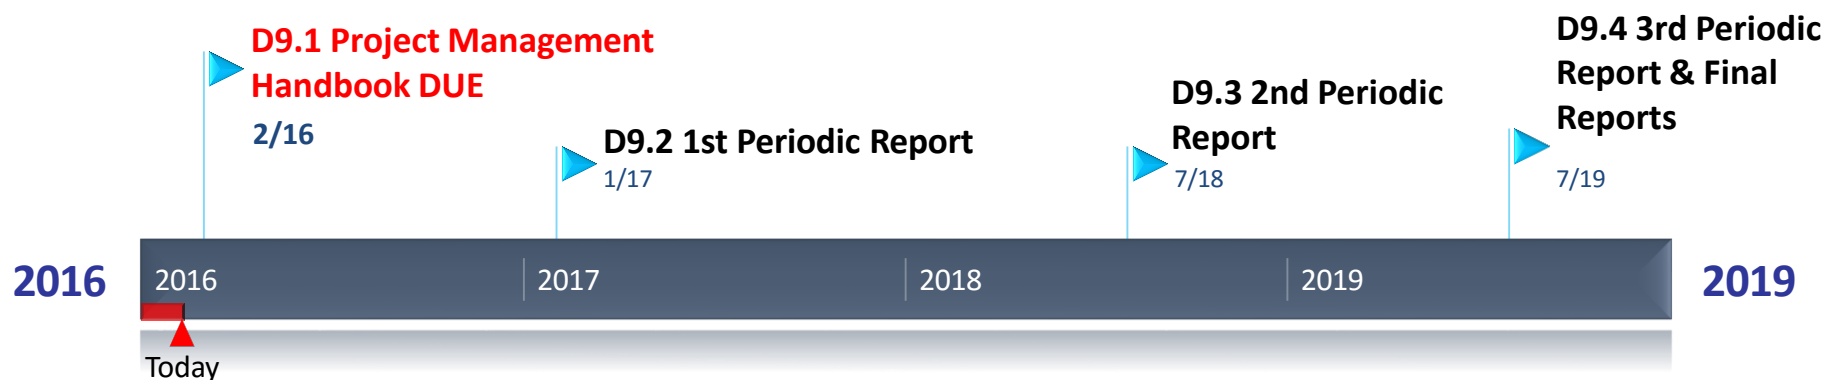 D9.1 Project Management
Handbook DUE
2/16
D9.2 1st Periodic Report
1/17
D9.3 2nd Periodic
Report
7/18
D9.4 3rd Periodic
Report & Final
Reports
7/19
2016
2016
2017
2018
2019
2019
Today